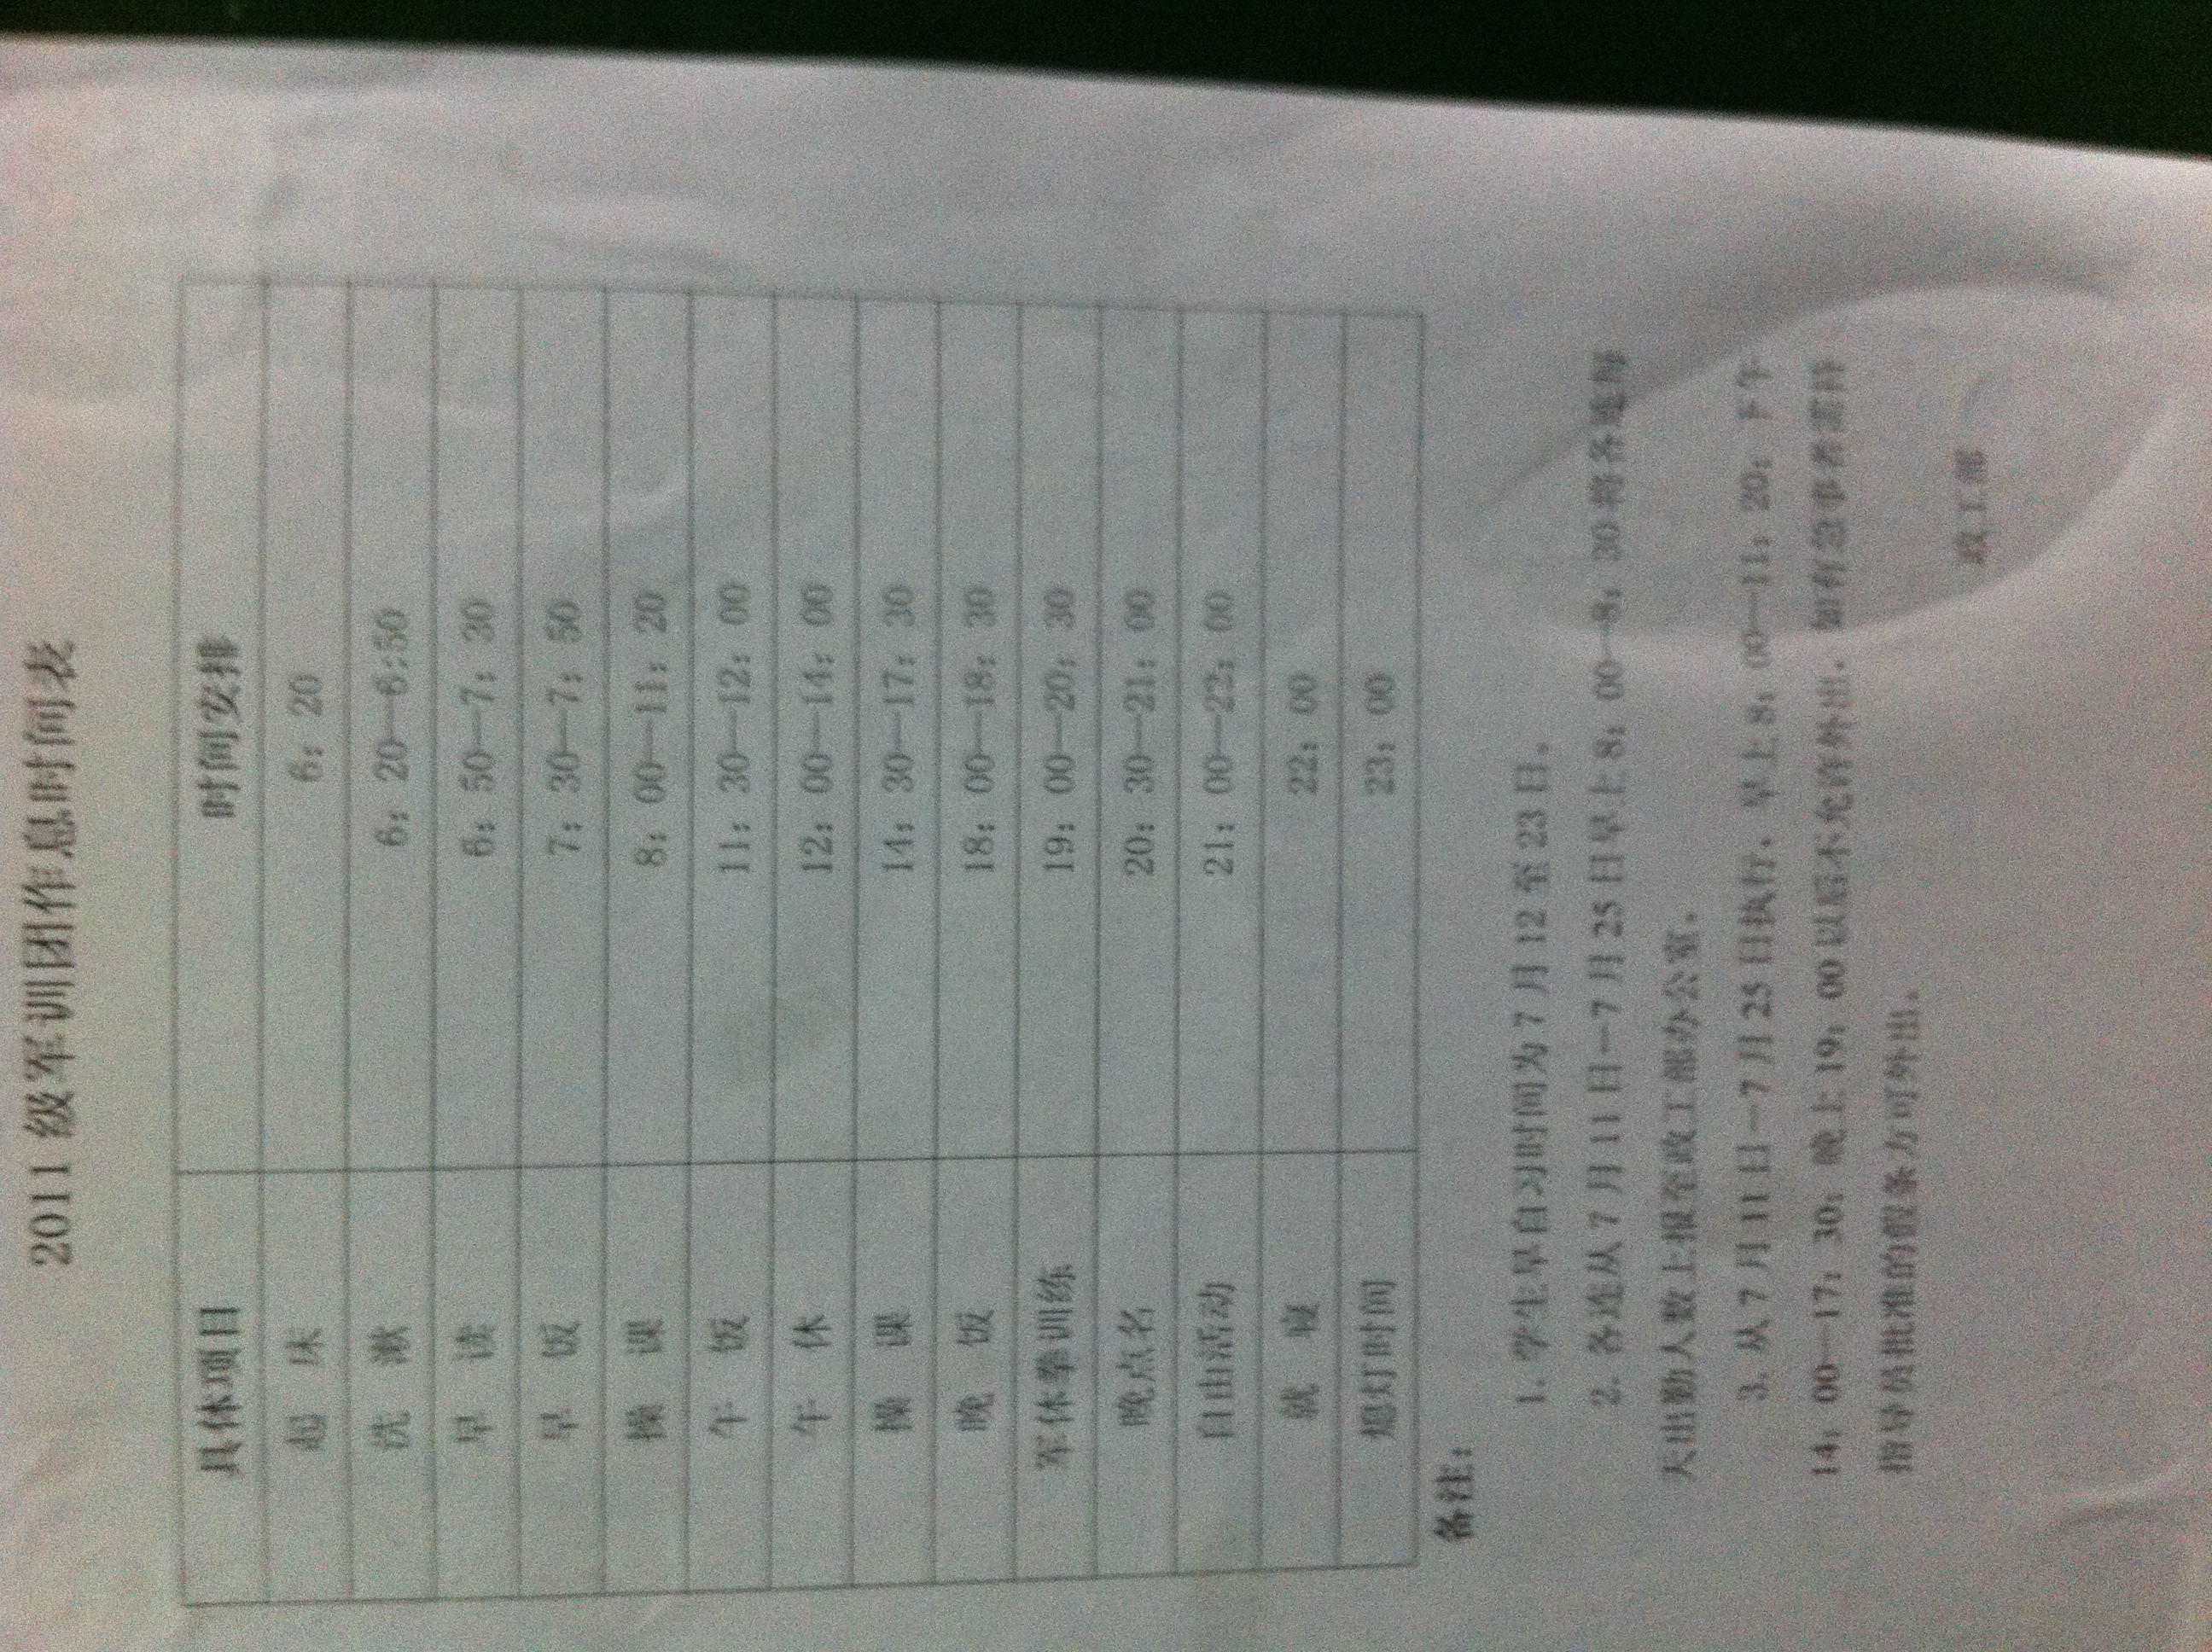 2011 级军训团作息时间表
具体项目 时间安排
起 床 6：20
洗 漱 6：20—6:50
早 读 6：50—7：30
早 饭 7：30—7：50
操 课 8：00—11：20
午 饭 11：30—12：00
午 休 12：00—14：00
操 课 14：30—17：30
晚 饭 18：00—18：30
军体拳训练 19：00—20：30
晚点名 20：30—21：00
自由活动 21：00—22：00
就 寝 22：00
熄灯时间 23：00
备注：
1. 学生早自习时间为 7 月 12 至 23 日。
2. 各连从 7 月 11 日－7 月 25 日早上 8：00—8：30 将各连每
天出勤人数上报至政工部办公室。
3. 从 7 月 11 日－7 月 25 日执行，早上 8：00—11：20；下午
14：00—17：30；晚上 19：00 以后不允许外出，如有急事者需持
指导员批准的假条方可外出。
政工部